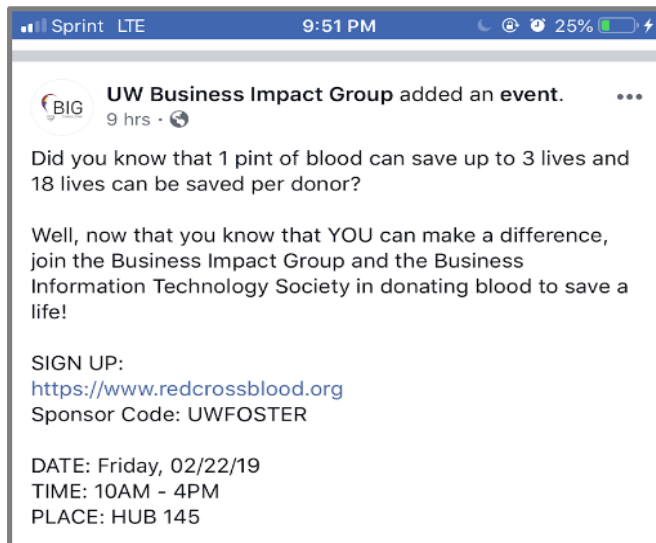 Sprint LTE 9:51 PM 25%
BIG
UW Business Impact Group added an event.
9 hrs ·
Did you know that 1 pint of blood can save up to 3 lives and
18 lives can be saved per donor?
Well, now that you know that YOU can make a difference,
join the Business Impact Group and the Business
Information Technology Society in donating blood to save a
life!
SIGN UP:
https://www.redcrossblood.org
Sponsor Code: UWFOSTER
DATE: Friday, 02/22/19
TIME: 10AM - 4PM
PLACE: HUB 145